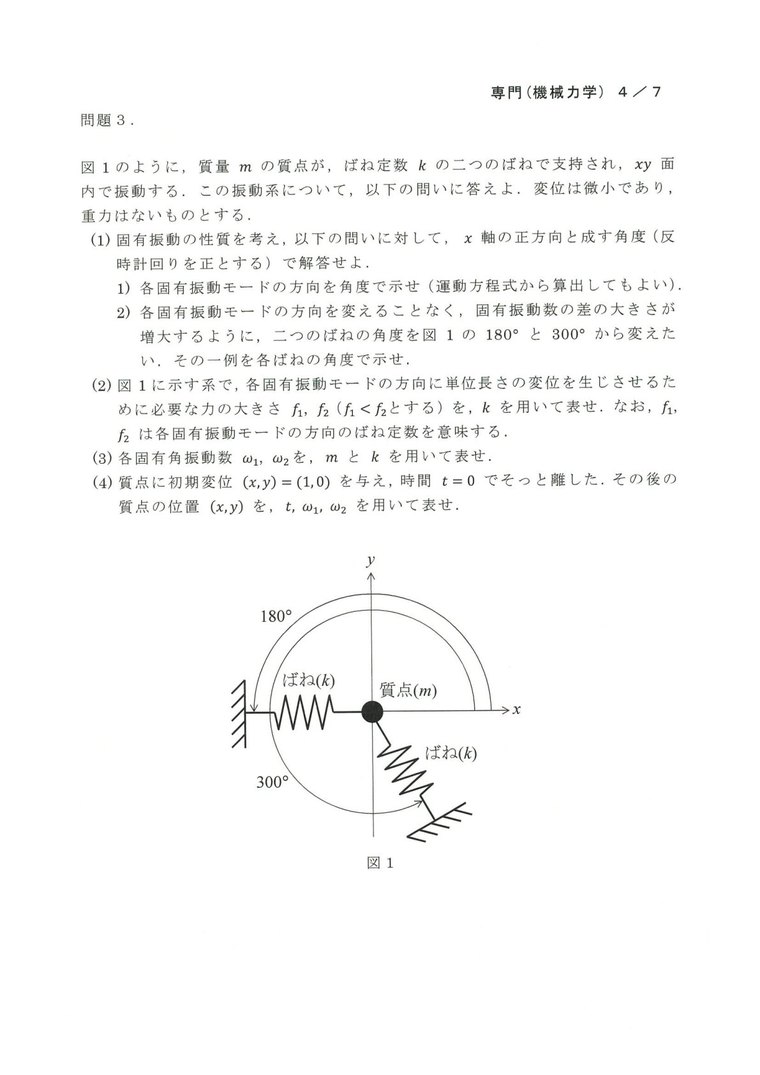 専門(機械力学) 4/7
問題3.
図1のように,質量 m の質点が,ばね定数 k の二つのばねで支持され,xy 面
内で振動する.この振動系について,以下の問いに答えよ.変位は微小であり,
重力はないものとする.
(1) 固有振動の性質を考え,以下の問いに対して, x 軸の正方向と成す角度(反
時計回りを正とする)で解答せよ.
1) 各固有振動モードの方向を角度で示せ(運動方程式から算出してもよい).
2) 各固有振動モードの方向を変えることなく,固有振動数の差の大きさが
増大するように,二つのばねの角度を図1の 180° と 300° から変えた
い.その一例を各ばねの角度で示せ.
(2) 図1に示す系で,各固有振動モードの方向に単位長さの変位を生じさせるた
めに必要な力の大きさ f₁, f₂(f₁ < f₂とする)を,k を用いて表せ.なお,f₁,
f₂ は各固有振動モードの方向のばね定数を意味する.
(3) 各固有角振動数 ω₁, ω₂を,m と k を用いて表せ.
(4) 質点に初期変位 (x,y) = (1,0) を与え,時間 t = 0 でそっと離した.その後の
質点の位置 (x,y) を,t, ω₁, ω₂ を用いて表せ.
y
180°
ばね(k)
質点(m)
x
ばね(k)
300°
図1